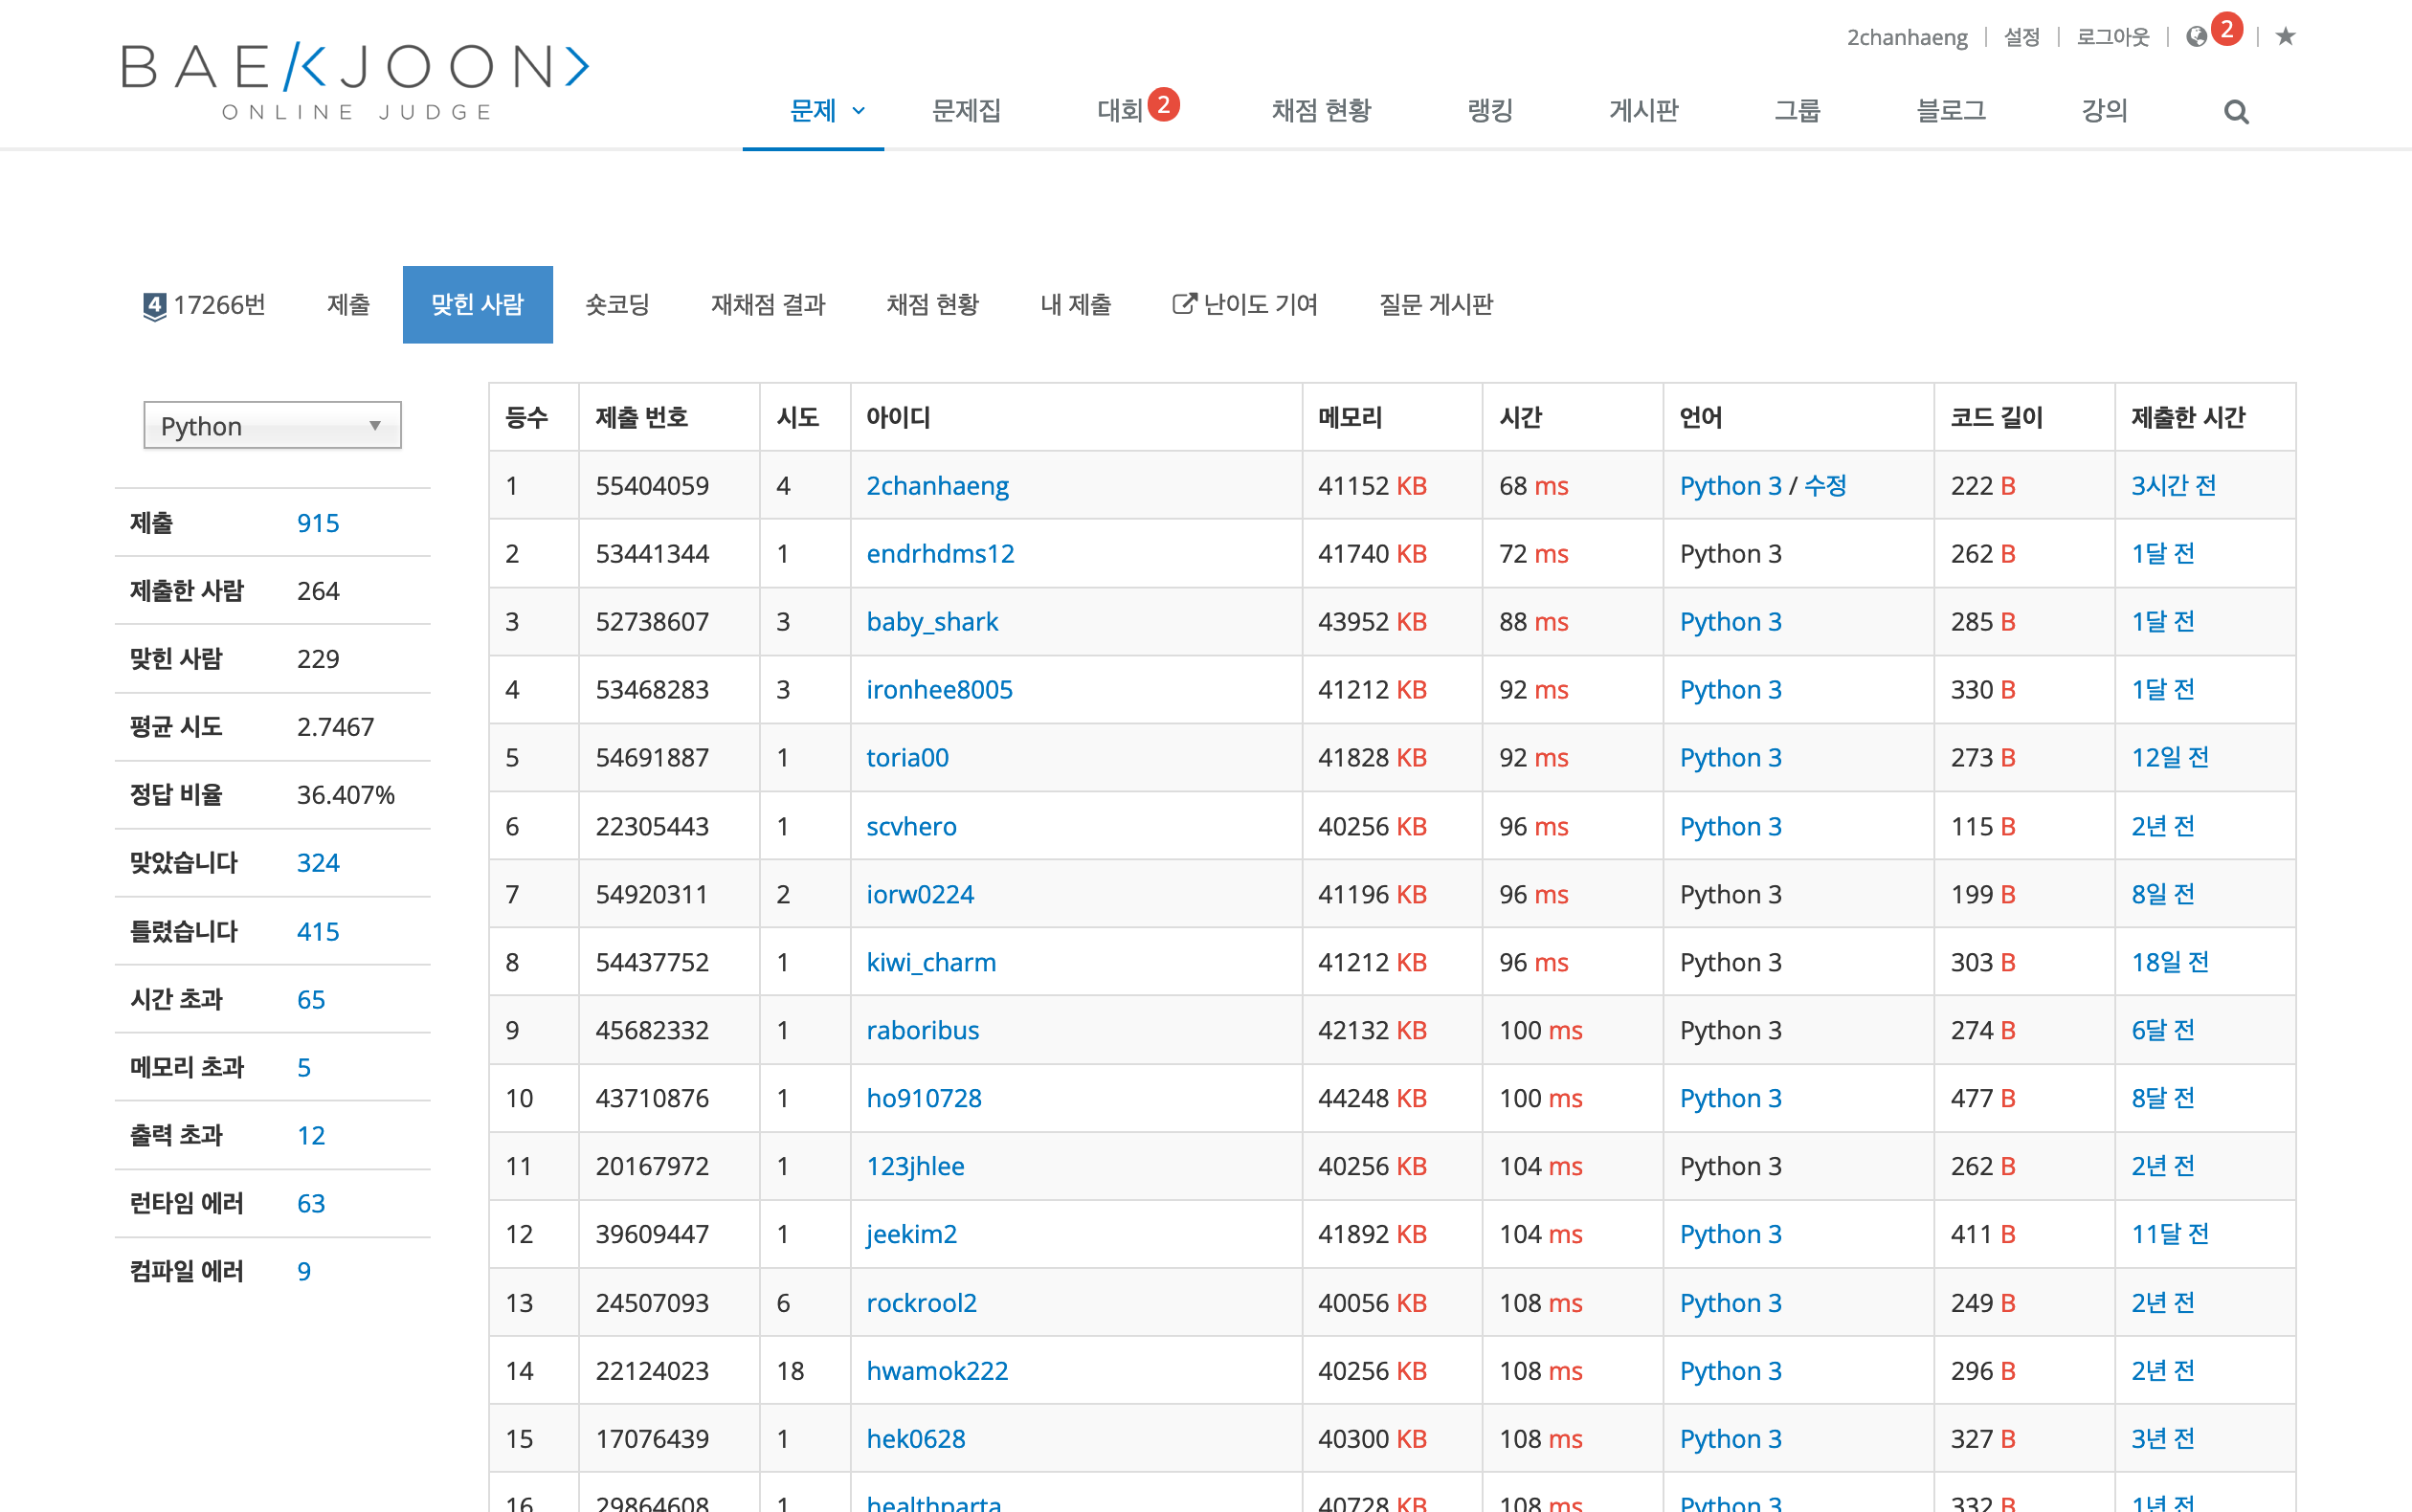 2chanhaeng 설정 로그아웃 2
BAEKJOON>
ONLINE JUDGE
문제 문제집 대회 2 채점 현황 랭킹 게시판 그룹 블로그 강의
4 17266번 제출 맞힌 사람 숏코딩 재채점 결과 채점 현황 내 제출 난이도 기여 질문 게시판
Python
제출 915
제출한 사람 264
맞힌 사람 229
평균 시도 2.7467
정답 비율 36.407%
맞았습니다 324
틀렸습니다 415
시간 초과 65
메모리 초과 5
출력 초과 12
런타임 에러 63
컴파일 에러 9
등수 제출 번호 시도 아이디 메모리 시간 언어 코드 길이 제출한 시간
1 55404059 4 2chanhaeng 41152 KB 68 ms Python 3 / 수정 222 B 3시간 전
2 53441344 1 endrhdms12 41740 KB 72 ms Python 3 262 B 1달 전
3 52738607 3 baby_shark 43952 KB 88 ms Python 3 285 B 1달 전
4 53468283 3 ironhee8005 41212 KB 92 ms Python 3 330 B 1달 전
5 54691887 1 toria00 41828 KB 92 ms Python 3 273 B 12일 전
6 22305443 1 scvhero 40256 KB 96 ms Python 3 115 B 2년 전
7 54920311 2 iorw0224 41196 KB 96 ms Python 3 199 B 8일 전
8 54437752 1 kiwi_charm 41212 KB 96 ms Python 3 303 B 18일 전
9 45682332 1 raboribus 42132 KB 100 ms Python 3 274 B 6달 전
10 43710876 1 ho910728 44248 KB 100 ms Python 3 477 B 8달 전
11 20167972 1 123jhlee 40256 KB 104 ms Python 3 262 B 2년 전
12 39609447 1 jeekim2 41892 KB 104 ms Python 3 411 B 11달 전
13 24507093 6 rockrool2 40056 KB 108 ms Python 3 249 B 2년 전
14 22124023 18 hwamok222 40256 KB 108 ms Python 3 296 B 2년 전
15 17076439 1 hek0628 40300 KB 108 ms Python 3 327 B 3년 전
16 29864608 1 healthparta 40728 KB 108 ms Python 3 332 B 1년 전